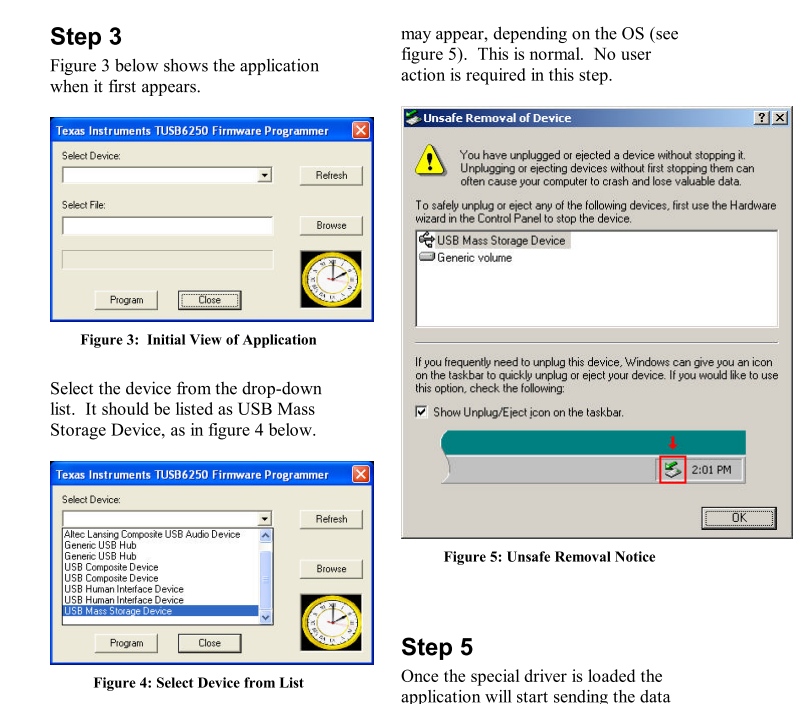 Step 3
Figure 3 below shows the application
when it first appears.
Texas Instruments TUSB6250 Firmware Programmer
Select Device:
Refresh
Select File:
Browse
Program
Close
Figure 3: Initial View of Application
Select the device from the drop-down
list. It should be listed as USB Mass
Storage Device, as in figure 4 below.
Texas Instruments TUSB6250 Firmware Programmer
Select Device:
Refresh
Altec Lansing Composite USB Audio Device
Generic USB Hub
Generic USB Hub
USB Composite Device
USB Composite Device
USB Human Interface Device
USB Human Interface Device
USB Mass Storage Device
Browse
Program
Close
Figure 4: Select Device from List
may appear, depending on the OS (see
figure 5). This is normal. No user
action is required in this step.
Unsafe Removal of Device
You have unplugged or ejected a device without stopping it.
Unplugging or ejecting devices without first stopping them can
often cause your computer to crash and lose valuable data.
To safely unplug or eject any of the following devices, first use the Hardware
wizard in the Control Panel to stop the device.
USB Mass Storage Device
Generic volume
If you frequently need to unplug this device, Windows can give you an icon
on the taskbar to quickly unplug or eject your device. If you would like to use
this option, check the following:
Show Unplug/Eject icon on the taskbar.
2:01 PM
OK
Figure 5: Unsafe Removal Notice
Step 5
Once the special driver is loaded the
application will start sending the data